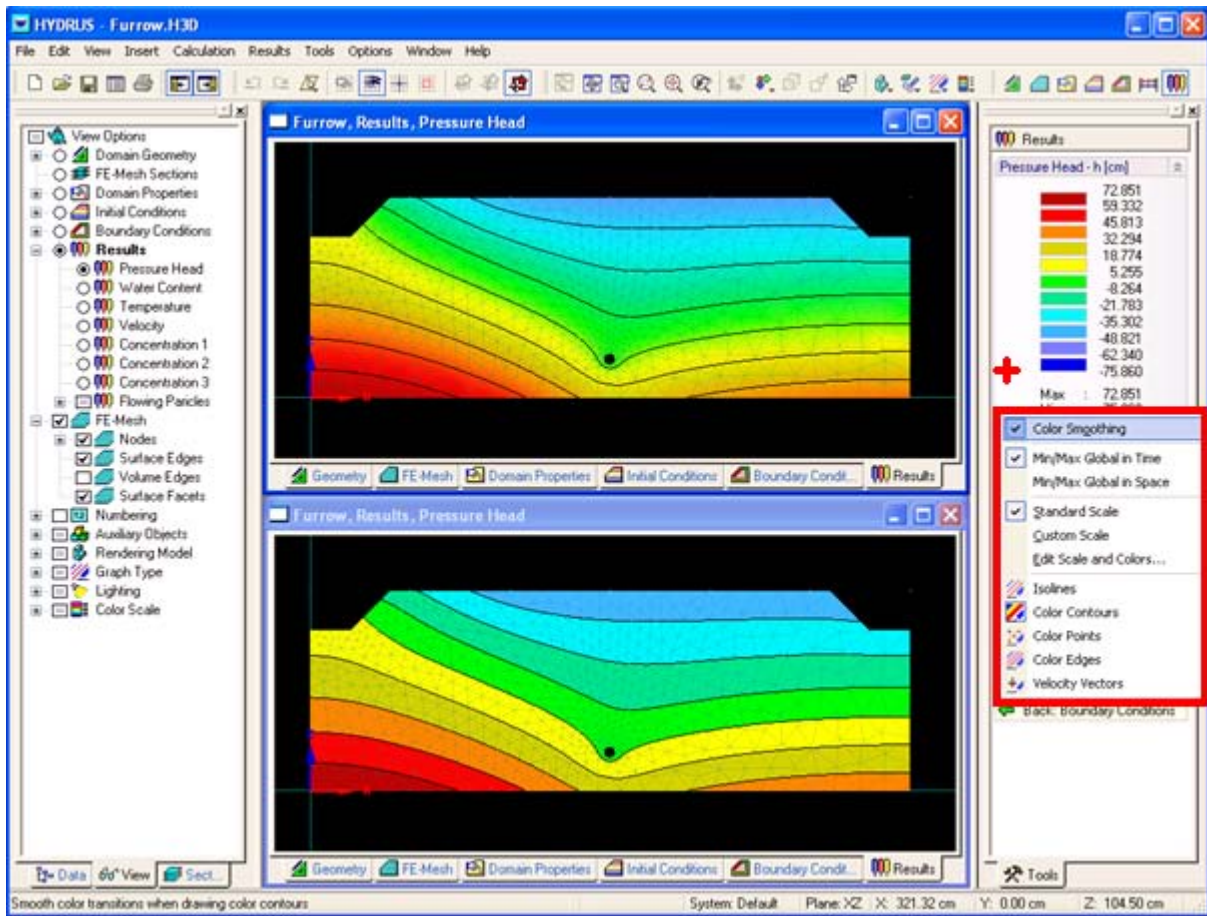 HYDRUS - Furrow.H3D
File Edit View Insert Calculation Results Tools Options Window Help
View Options
Domain Geometry
FE-Mesh Sections
Domain Properties
Initial Conditions
Boundary Conditions
Results
Pressure Head
Water Content
Temperature
Velocity
Concentration 1
Concentration 2
Concentration 3
Flowing Paricles
FE-Mesh
Nodes
Surface Edges
Volume Edges
Surface Facets
Numbering
Auxiliary Objects
Rendering Model
Graph Type
Lighting
Color Scale
Data View Sect...
Furrow, Results, Pressure Head
Geometry FE-Mesh Domain Properties Initial Conditions Boundary Condit... Results
Furrow, Results, Pressure Head
Geometry FE-Mesh Domain Properties Initial Conditions Boundary Condit... Results
Results
Pressure Head - h [cm]
72.851
59.332
45.813
32.294
18.774
5.255
-8.264
-21.783
-35.302
-48.821
-62.340
-75.860
Max : 72.851
Color Smoothing
Min/Max Global in Time
Min/Max Global in Space
Standard Scale
Custom Scale
Edit Scale and Colors...
Isolines
Color Contours
Color Points
Color Edges
Velocity Vectors
Back: Boundary Conditions
Tools
Smooth color transitions when drawing color contours
System: Default Plane: XZ X: 321.32 cm Y: 0.00 cm Z: 104.50 cm